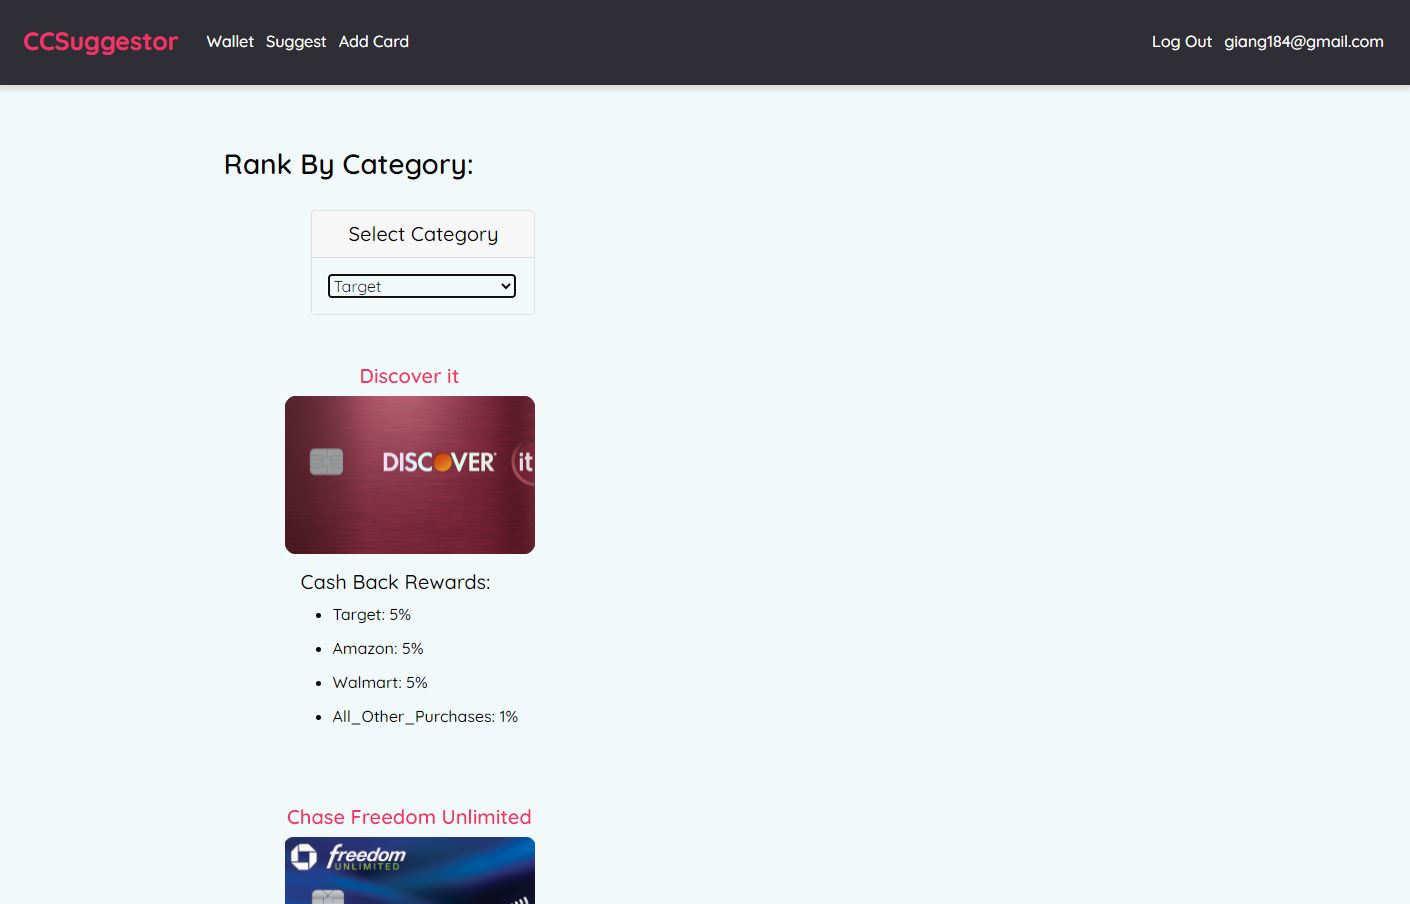 CCSuggestor Wallet Suggest Add Card Log Out giang184@gmail.com
Rank By Category:
Select Category
Target
Discover it
DISCOVER it
Cash Back Rewards:
Target: 5%
Amazon: 5%
Walmart: 5%
All_Other_Purchases: 1%
Chase Freedom Unlimited
freedom
UNLIMITED